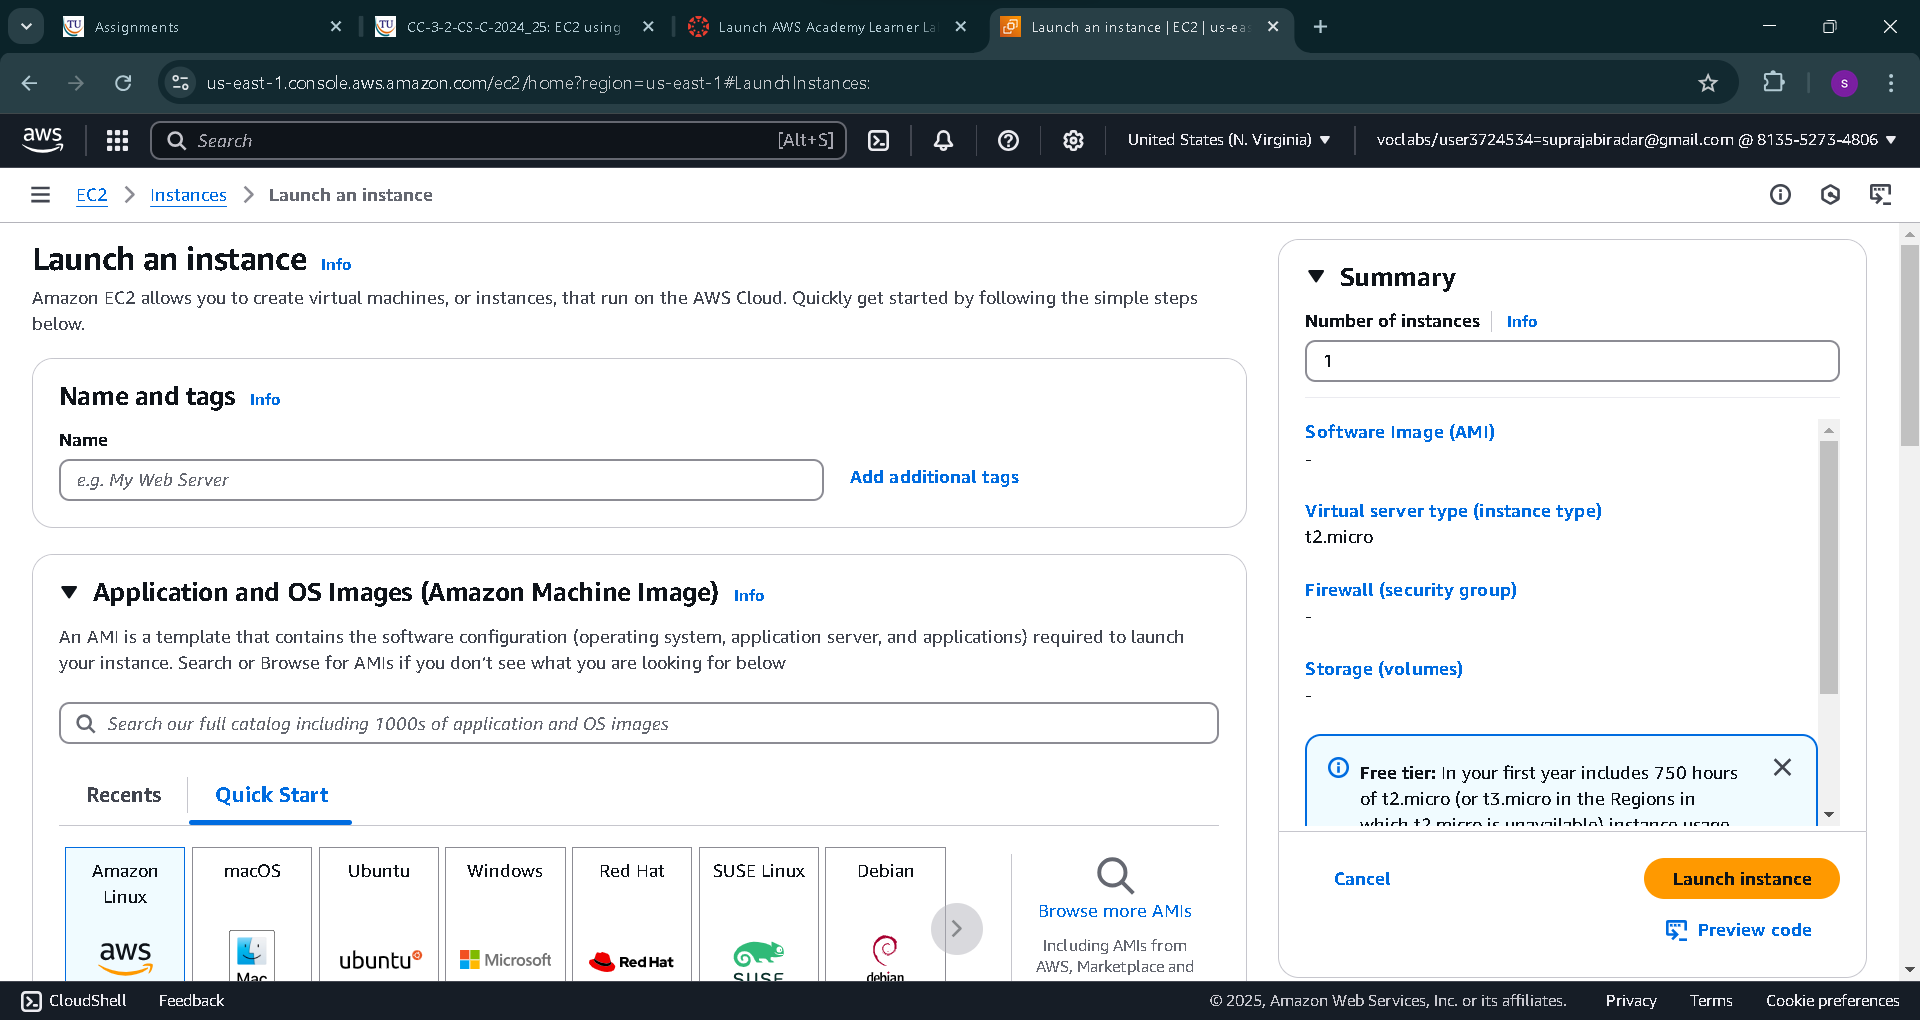 Assignments
CC-3-2-CS-C-2024_25: EC2 using
Launch AWS Academy Learner La
Launch an instance | EC2 | us-eas
us-east-1.console.aws.amazon.com/ec2/home?region=us-east-1#LaunchInstances:
S
aws
Search
[Alt+S]
United States (N. Virginia)
voclabs/user3724534=suprajabiradar@gmail.com @ 8135-5273-4806
EC2
Instances
Launch an instance
Launch an instance
Info
Amazon EC2 allows you to create virtual machines, or instances, that run on the AWS Cloud. Quickly get started by following the simple steps
below.
Name and tags
Info
Name
e.g. My Web Server
Add additional tags
Application and OS Images (Amazon Machine Image)
Info
An AMI is a template that contains the software configuration (operating system, application server, and applications) required to launch
your instance. Search or Browse for AMIs if you don’t see what you are looking for below
Search our full catalog including 1000s of application and OS images
Recents
Quick Start
Amazon
Linux
aws
macOS
Mac
Ubuntu
ubuntu
Windows
Microsoft
Red Hat
Red Hat
SUSE Linux
SUSE
Debian
debian
Browse more AMIs
Including AMIs from
AWS, Marketplace and
Summary
Number of instances
Info
1
Software Image (AMI)
-
Virtual server type (instance type)
t2.micro
Firewall (security group)
-
Storage (volumes)
-
Free tier: In your first year includes 750 hours
of t2.micro (or t3.micro in the Regions in
which t2.micro is unavailable) instance usage
Cancel
Launch instance
Preview code
CloudShell
Feedback
© 2025, Amazon Web Services, Inc. or its affiliates.
Privacy
Terms
Cookie preferences